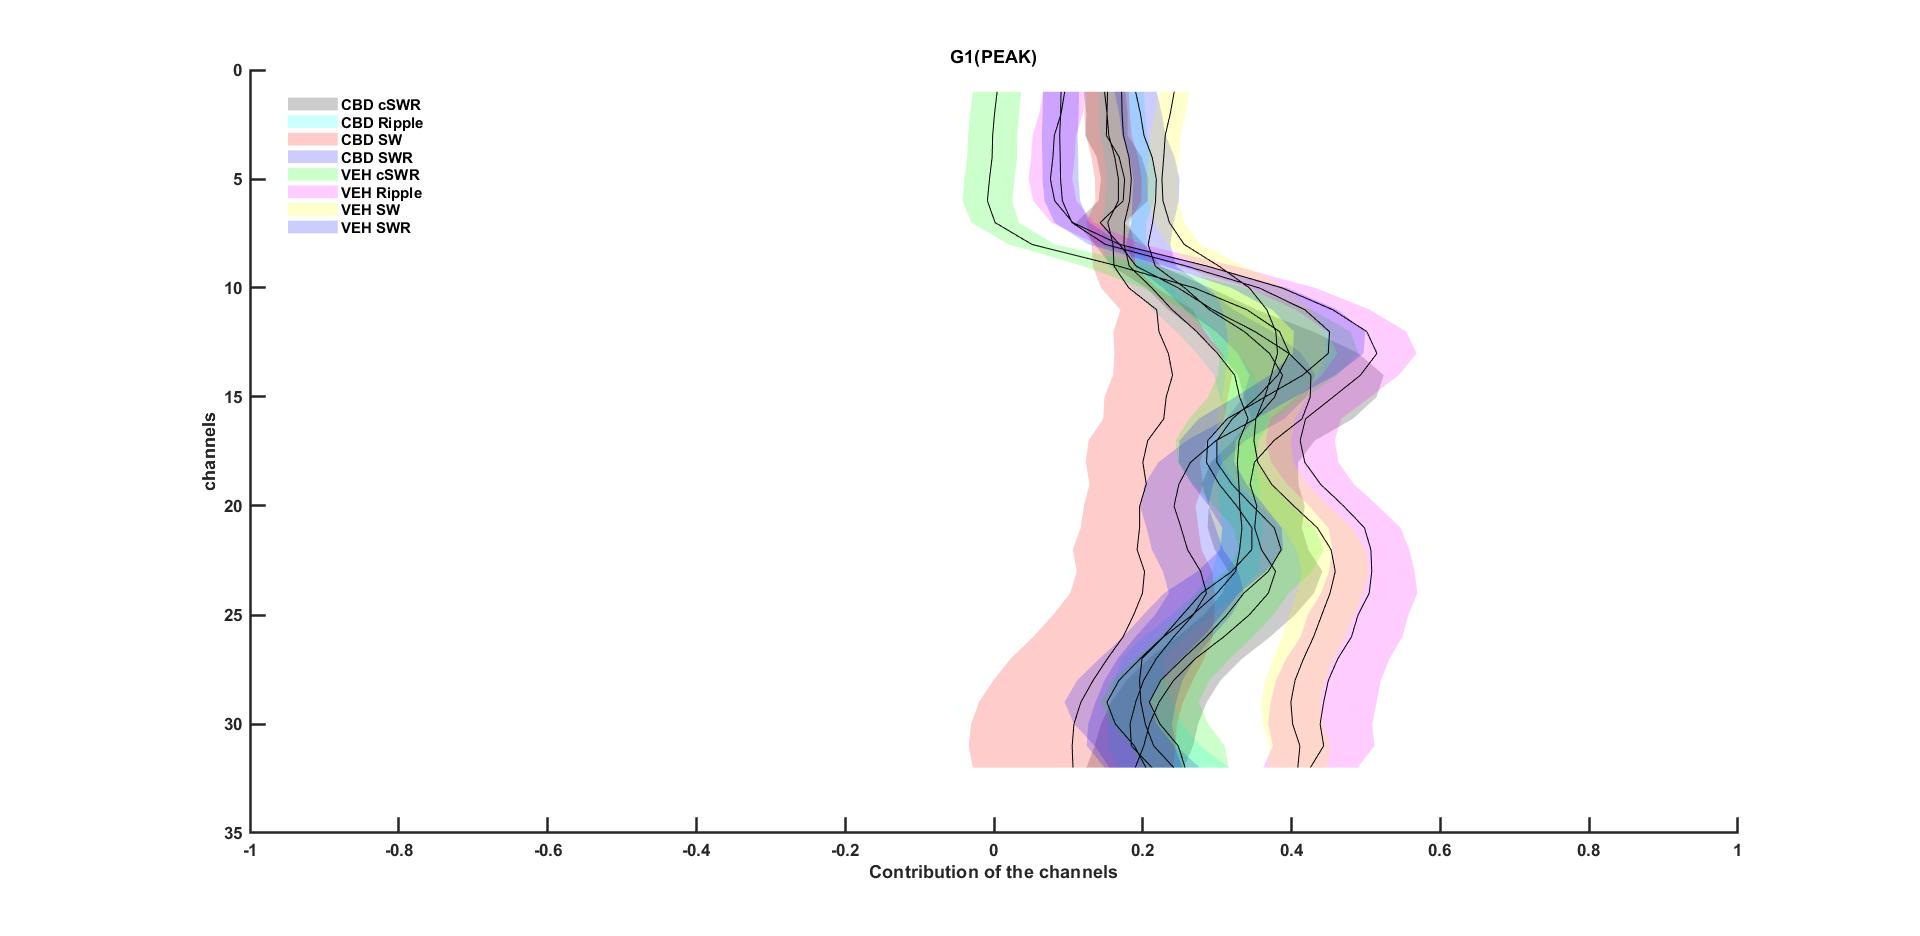 G1(PEAK)
0
5
10
15
20
25
30
35
channels
CBD cSWR
CBD Ripple
CBD SW
CBD SWR
VEH cSWR
VEH Ripple
VEH SW
VEH SWR
-1 -0.8 -0.6 -0.4 -0.2 0 0.2 0.4 0.6 0.8 1
Contribution of the channels